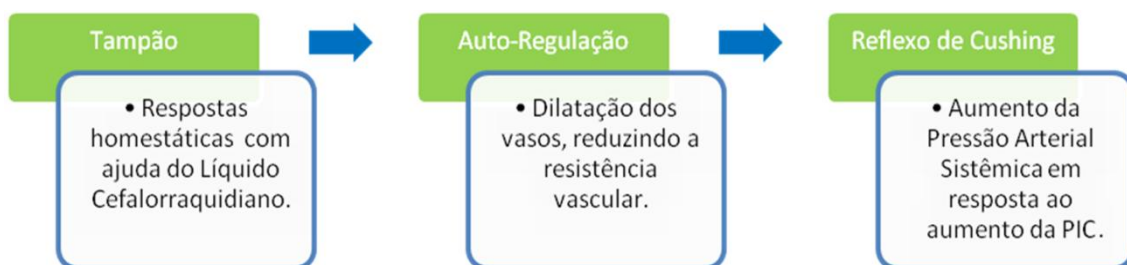 Tampão
• Respostas
homestáticas com
ajuda do Líquido
Cefalorraquidiano.
Auto-Regulação
• Dilatação dos
vasos, reduzindo a
resistência
vascular.
Reflexo de Cushing
• Aumento da
Pressão Arterial
Sistêmica em
resposta ao
aumento da PIC.